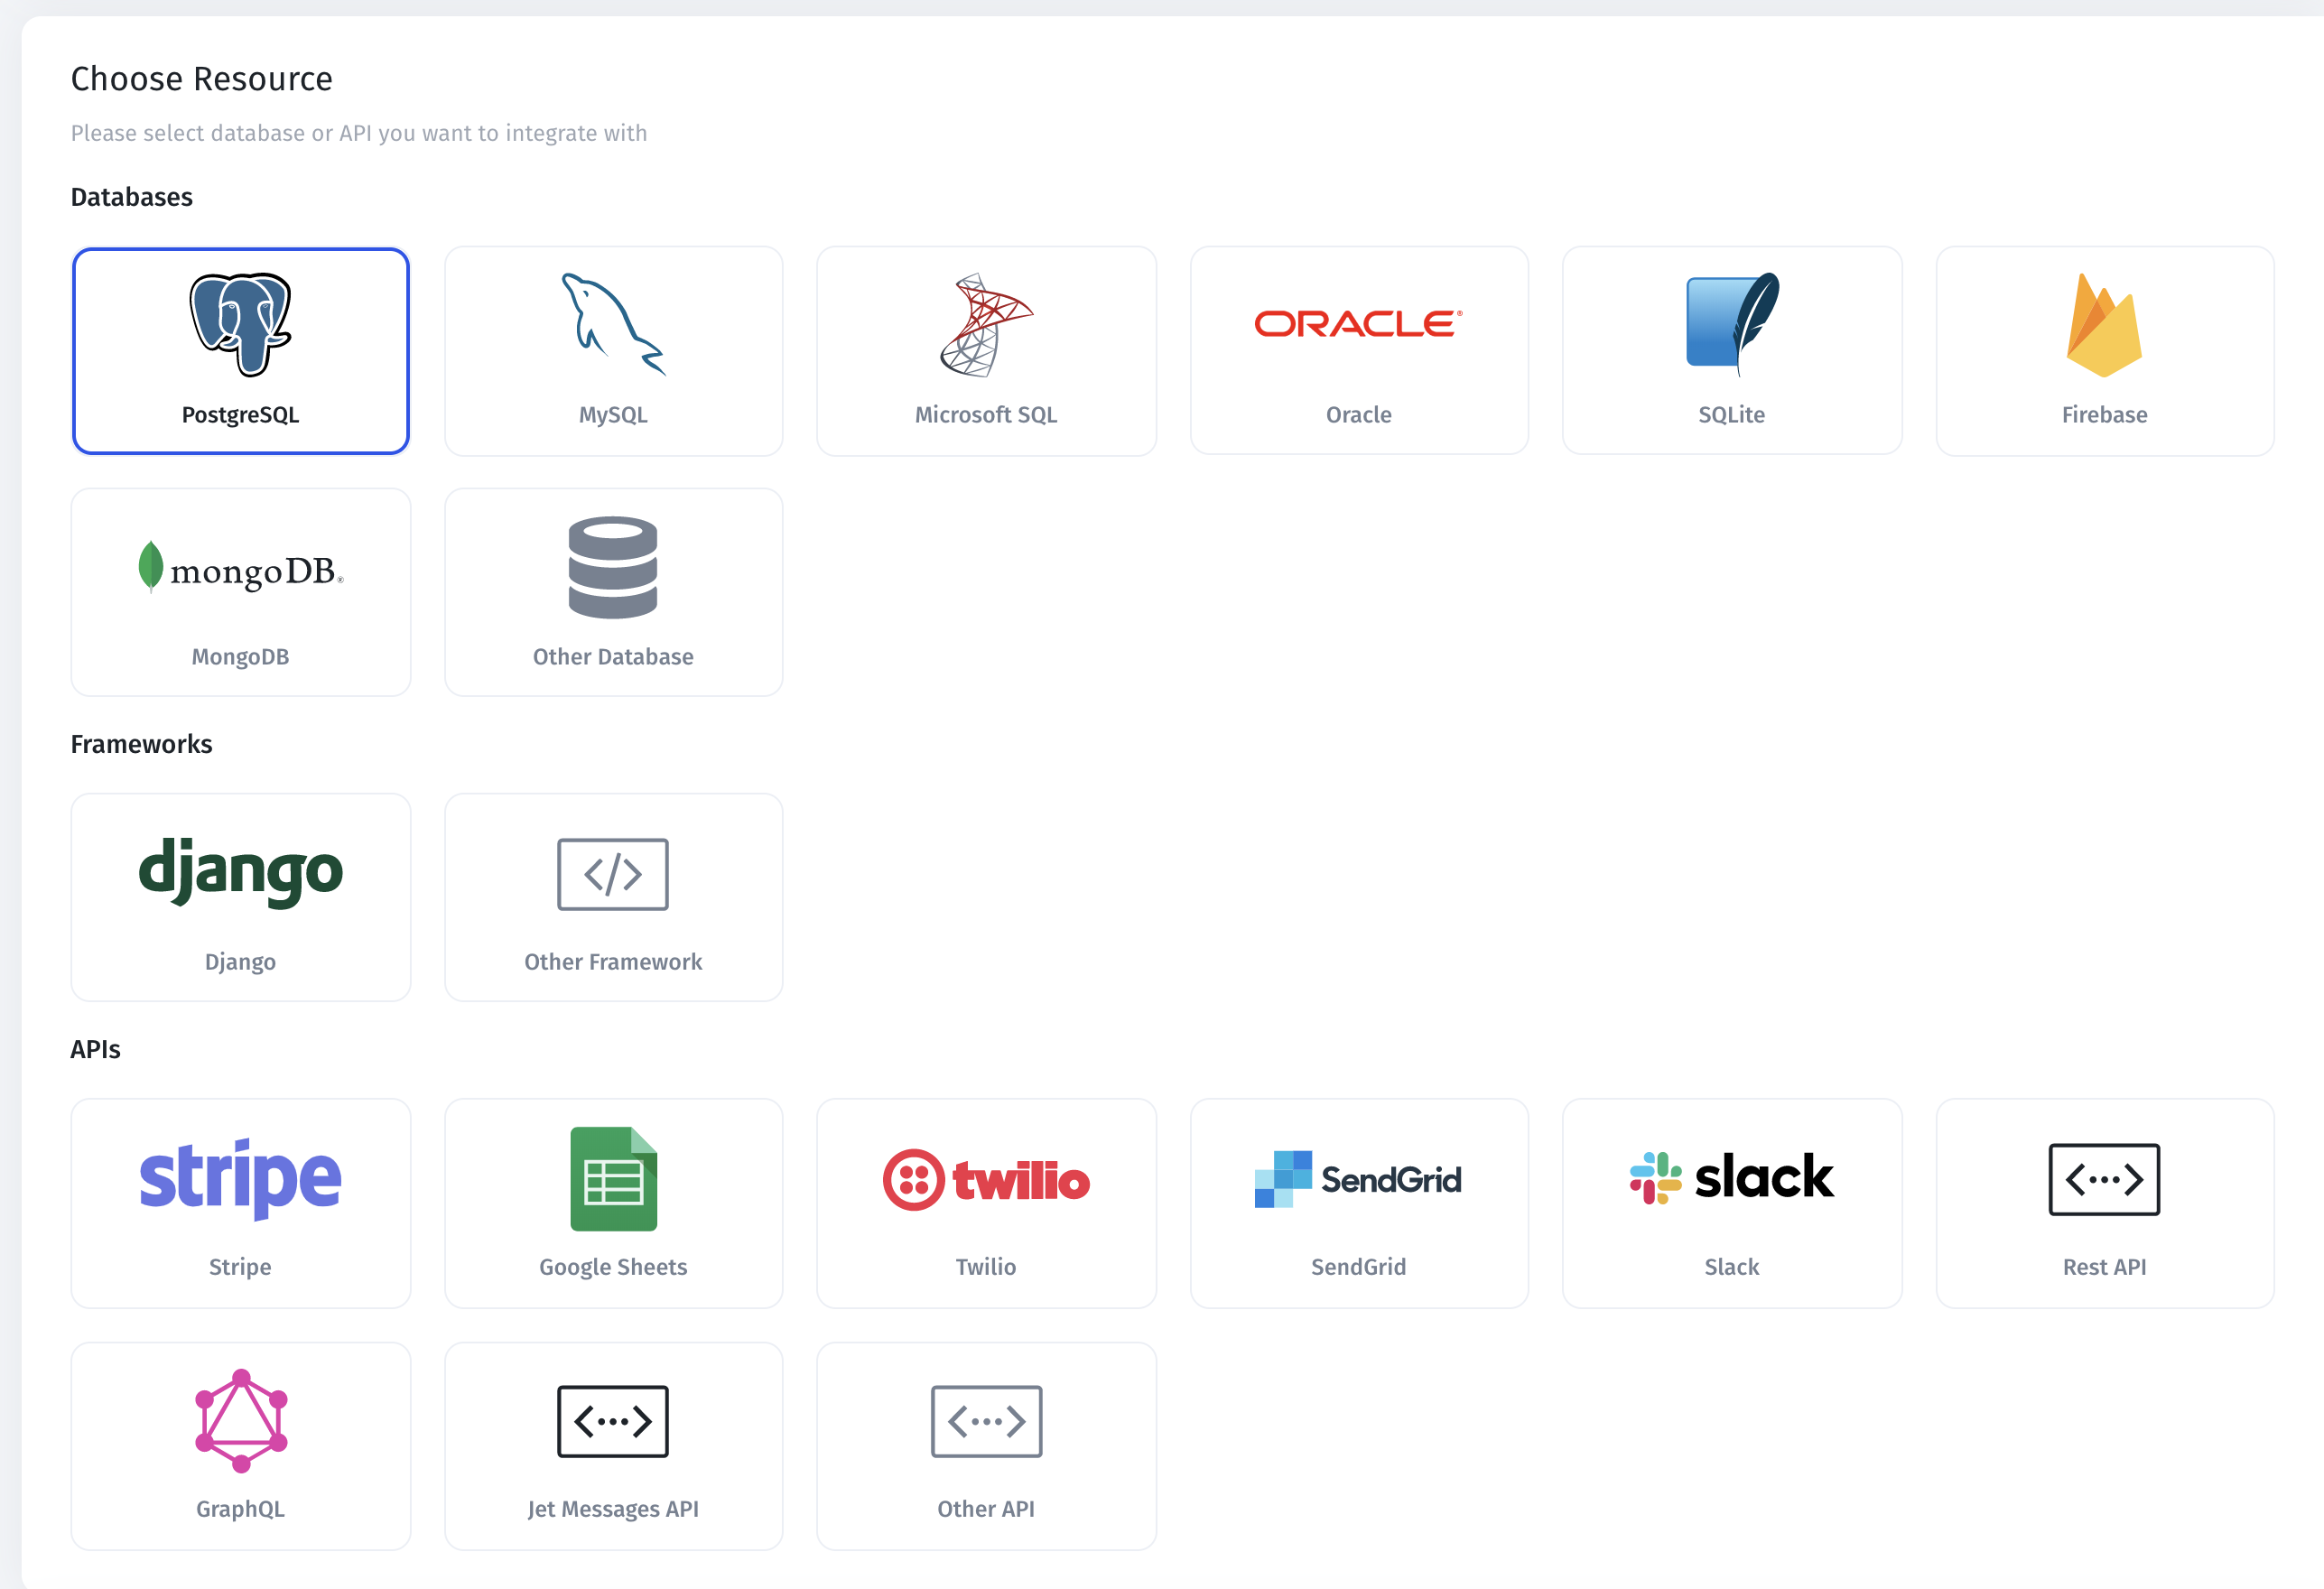 Choose Resource
Please select database or API you want to integrate with
Databases
ORACLE®
PostgreSQL
MySQL
Microsoft SQL
Oracle
SQLite
Firebase
mongoDB®
MongoDB
Other Database
Frameworks
django
</>
Django
Other Framework
APIs
stripe
twilio
SendGrid
slack
<···>
Stripe
Google Sheets
Twilio
SendGrid
Slack
Rest API
<···>
<···>
GraphQL
Jet Messages API
Other API